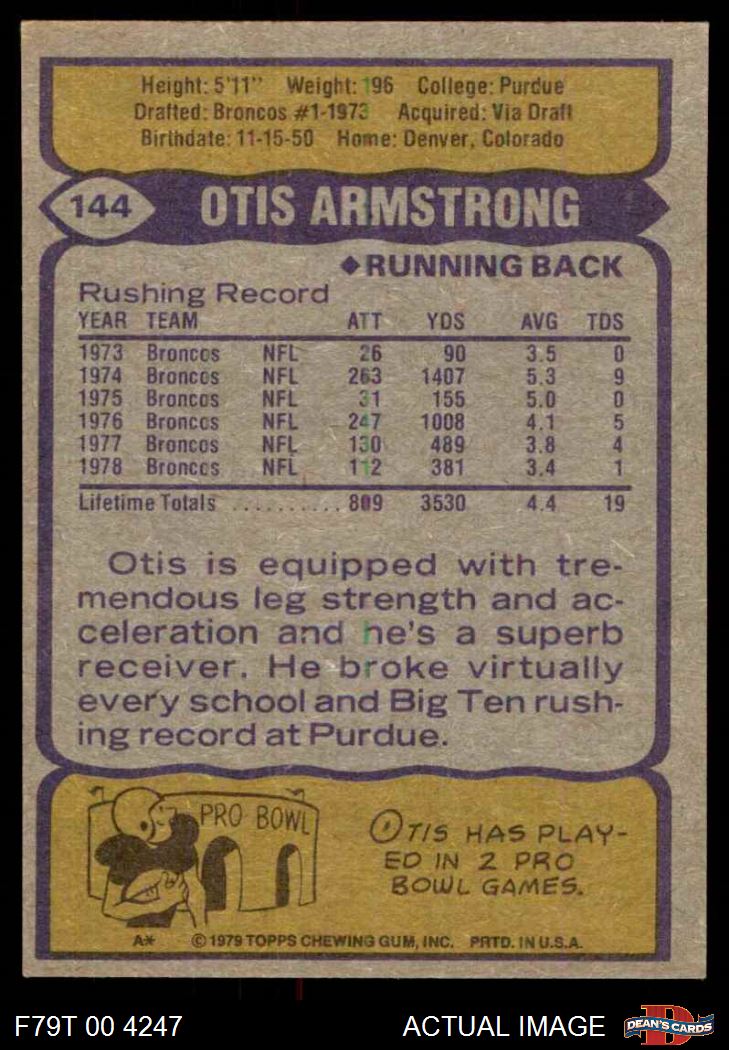 Height: 5'11" Weight: 196 College: Purdue
Drafted: Broncos #1-1973 Acquired: Via Draft
Birthdate: 11-15-50 Home: Denver, Colorado
144 OTIS ARMSTRONG
◆RUNNING BACK
Rushing Record
YEAR TEAM ATT YDS AVG TDS
1973 Broncos NFL 26 90 3.5 0
1974 Broncos NFL 263 1407 5.3 9
1975 Broncos NFL 31 155 5.0 0
1976 Broncos NFL 247 1008 4.1 5
1977 Broncos NFL 130 489 3.8 4
1978 Broncos NFL 112 381 3.4 1
Lifetime Totals .......... 809 3530 4.4 19
Otis is equipped with tre-
mendous leg strength and ac-
celeration and he's a superb
receiver. He broke virtually
every school and Big Ten rush-
ing record at Purdue.
PRO BOWL
OTIS HAS PLAY-
ED IN 2 PRO
BOWL GAMES.
A* © 1979 TOPPS CHEWING GUM, INC. PRTD. IN U.S.A.
F79T 00 4247 ACTUAL IMAGE
D
DEAN'S CARDS